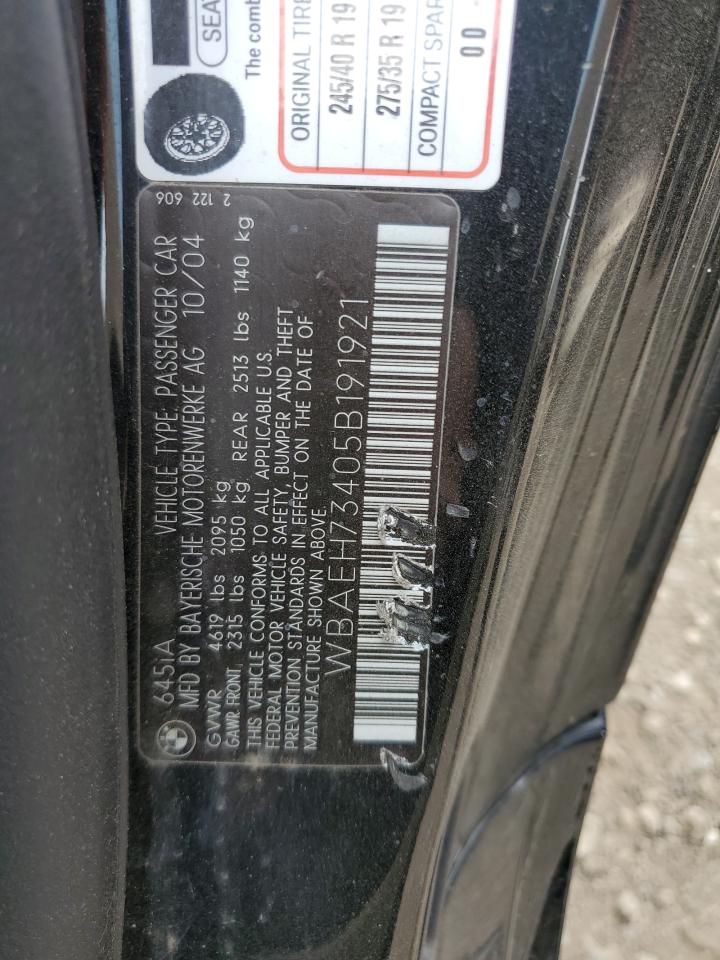 SEAT
The comb
ORIGINAL TIRE
245/40 R 19
275/35 R 19
COMPACT SPAR
00
645iA VEHICLE TYPE: PASSENGER CAR 2 122 606
MFD BY BAYERISCHE MOTORENWERKE AG 10/04
GVWR 4619 lbs 2095 kg
GAWR FRONT 2315 lbs 1050 kg REAR 2513 lbs 1140 kg
THIS VEHICLE CONFORMS TO ALL APPLICABLE U.S.
FEDERAL MOTOR VEHICLE SAFETY, BUMPER AND THEFT
PREVENTION STANDARDS IN EFFECT ON THE DATE OF
MANUFACTURE SHOWN ABOVE.
WBAEH73405B191921